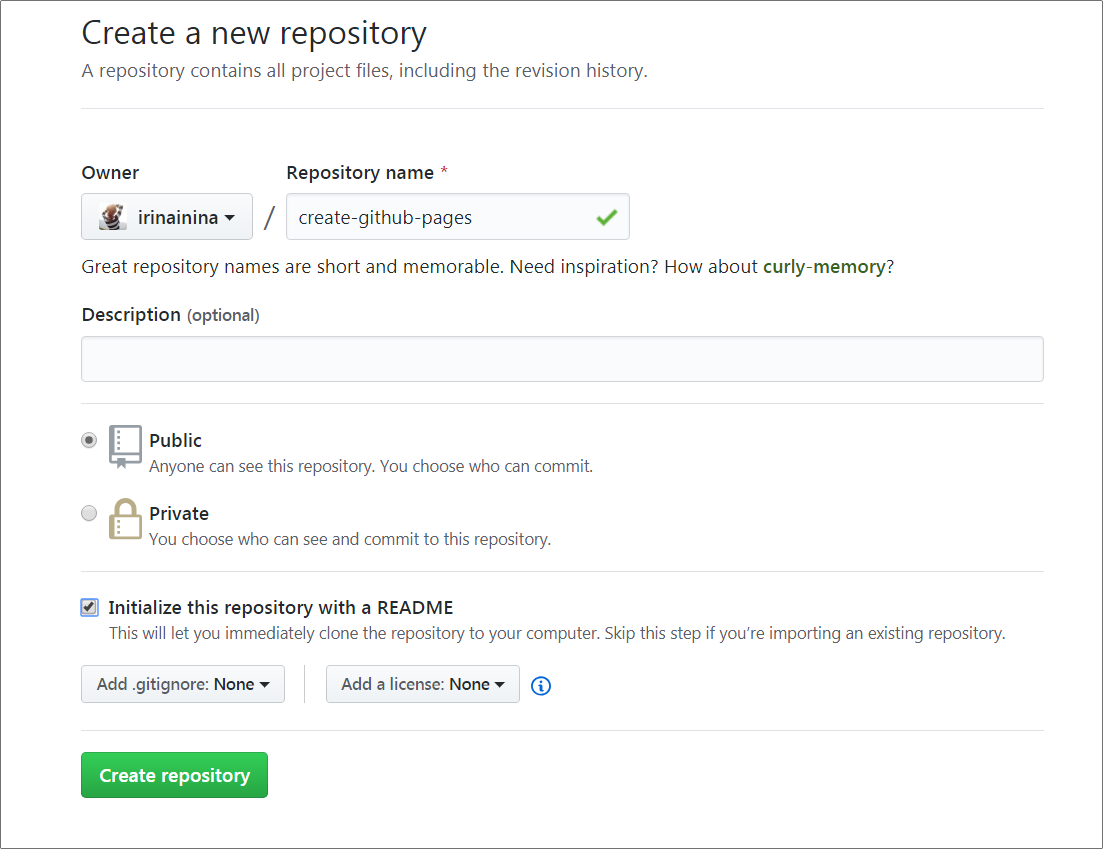 Create a new repository
A repository contains all project files, including the revision history.
Owner
Repository name *
irinainina
/
create-github-pages
Great repository names are short and memorable. Need inspiration? How about curly-memory?
Description (optional)
Public
Anyone can see this repository. You choose who can commit.
Private
You choose who can see and commit to this repository.
Initialize this repository with a README
This will let you immediately clone the repository to your computer. Skip this step if you’re importing an existing repository.
Add .gitignore: None
Add a license: None
Create repository